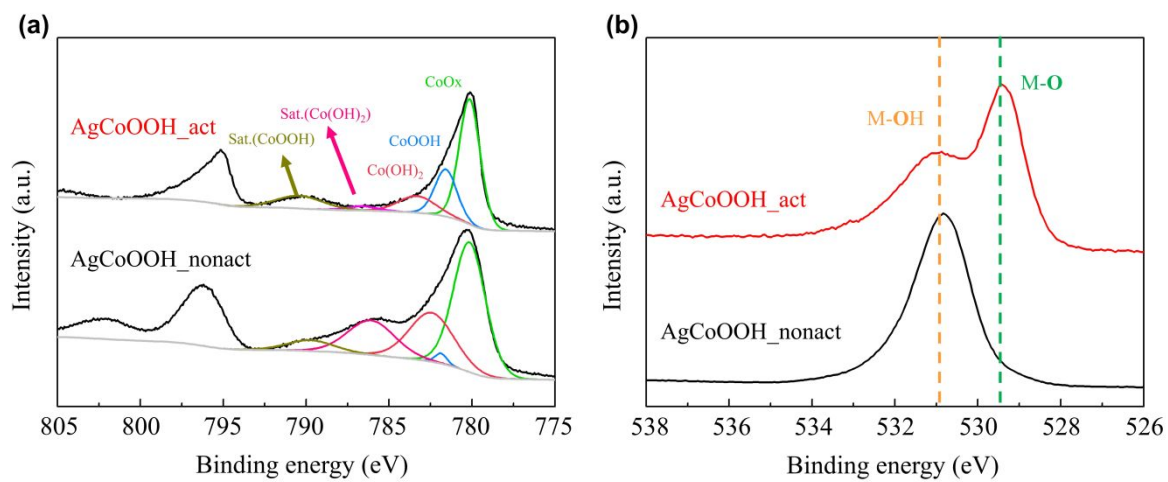 (a)
AgCoOOH_act
Sat.(CoOOH)
Sat.(Co(OH)₂)
CoOx
CoOOH
Co(OH)₂
AgCoOOH_nonact
Intensity (a.u.)
805 800 795 790 785 780 775
Binding energy (eV)
(b)
M-OH
M-O
AgCoOOH_act
AgCoOOH_nonact
Intensity (a.u.)
538 536 534 532 530 528 526
Binding energy (eV)